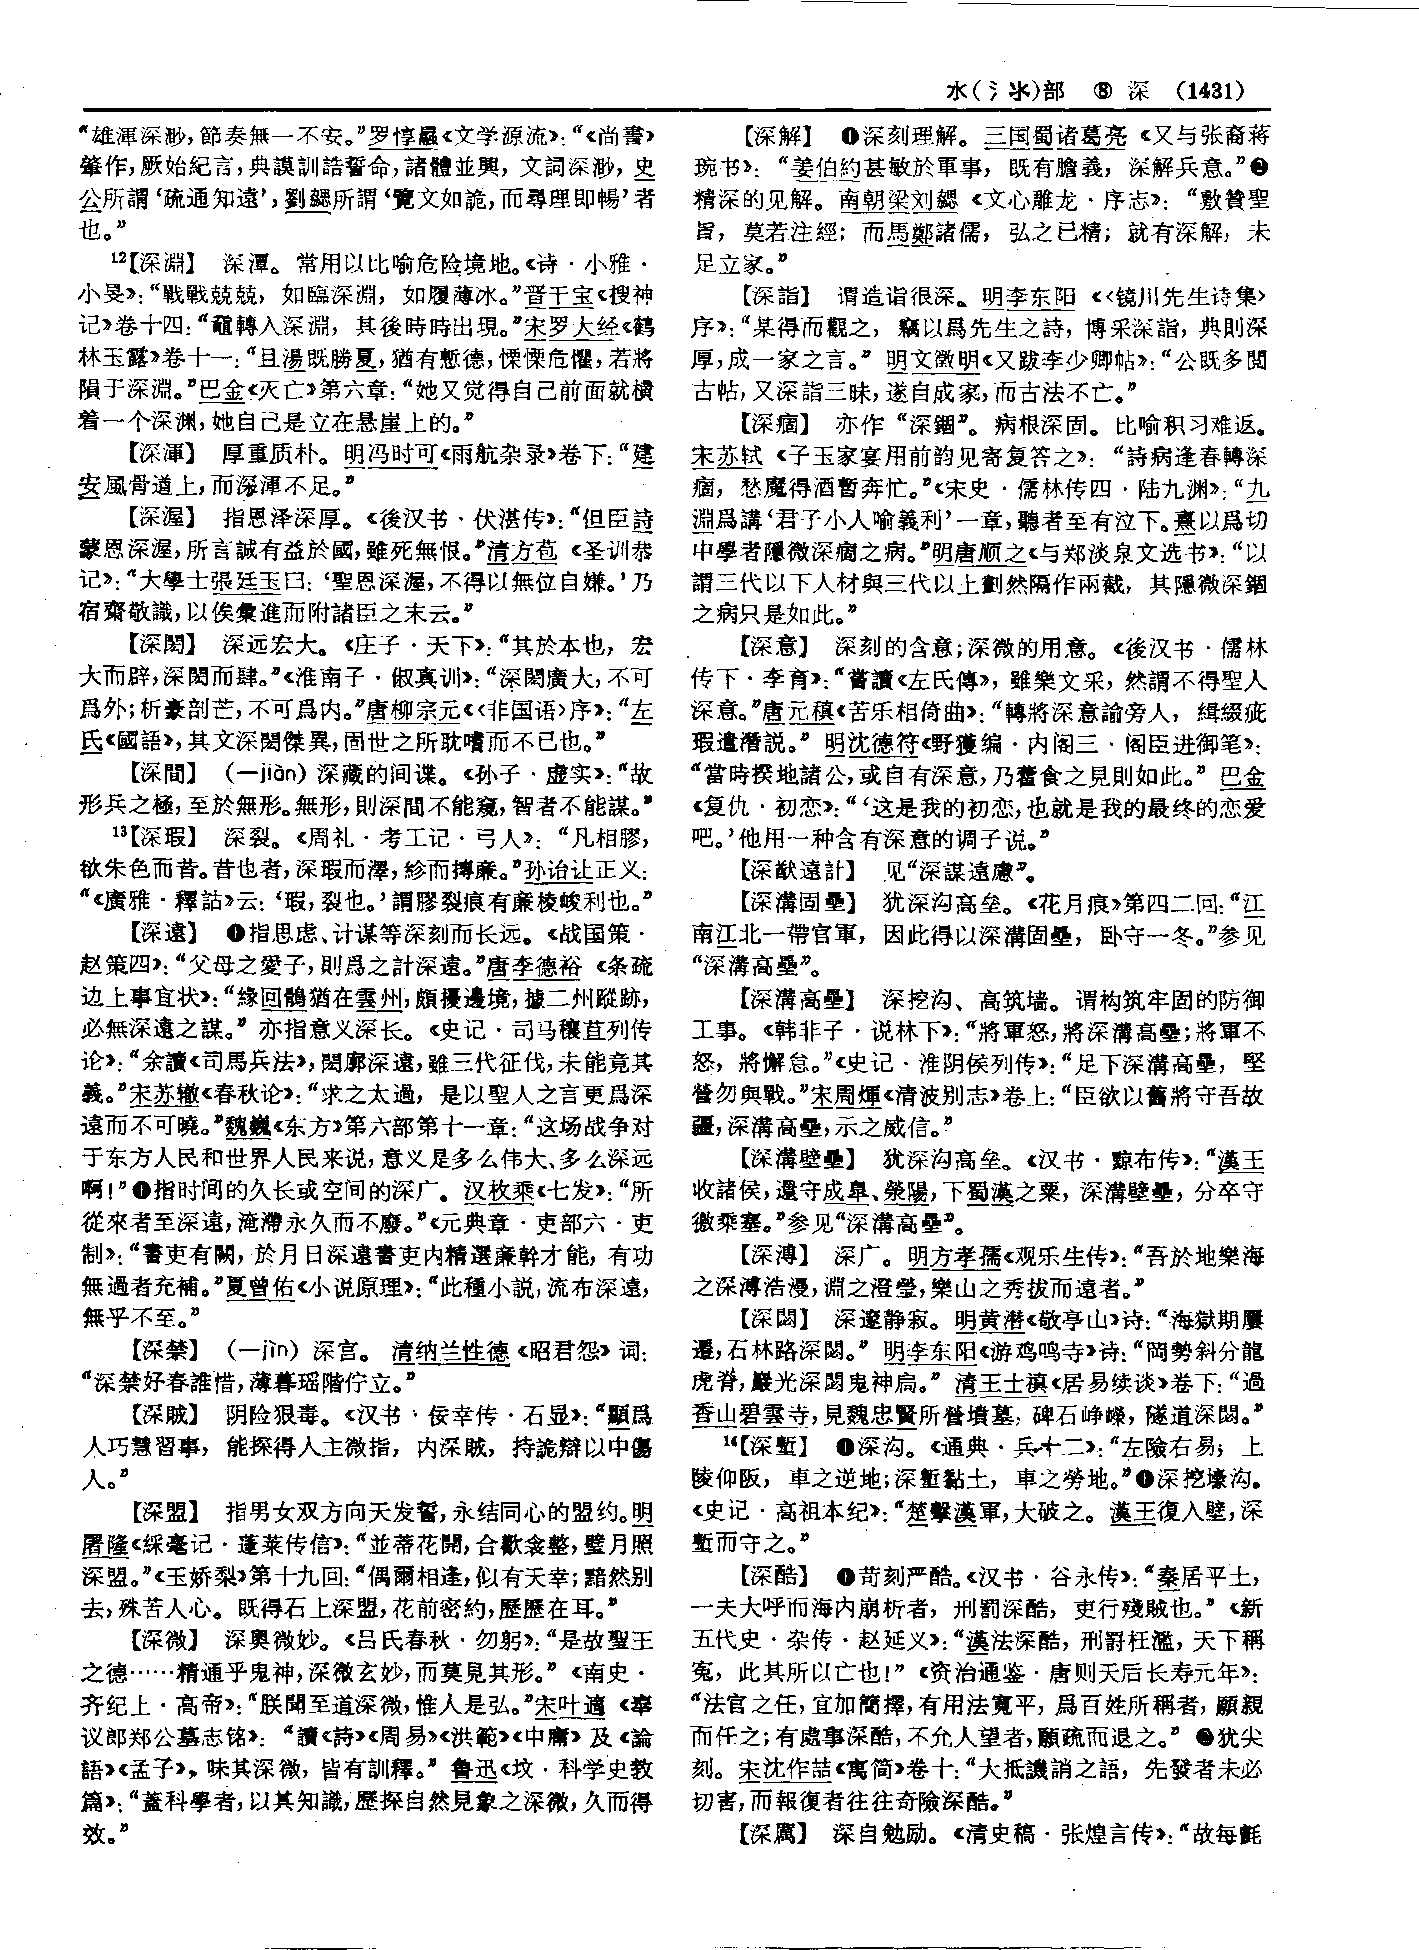 水(氵氺)部 ⑧ 深 (1431)
“雄渾深渺，節奏無一不安。”罗惇曧《文学源流》：“《尚書》
肇作，厥始紀言，典謨訓誥誓命，諸體並興，文詞深渺，史
公所謂‘疏通知遠’，劉勰所謂‘覽文如詭，而尋理即暢’者
也。”
12【深淵】 深潭。常用以比喻危险境地。《诗·小雅·
小旻》：“戰戰兢兢，如臨深淵，如履薄冰。”晋干宝《搜神
记》卷十四：“黿轉入深淵，其後時時出現。”宋罗大经《鹤
林玉露》卷十一：“且湯既勝夏，猶有慙德，慄慄危懼，若將
隕于深淵。”巴金《灭亡》第六章：“她又觉得自己前面就横
着一个深渊，她自己是立在悬崖上的。”
【深渾】 厚重质朴。明冯时可《雨航杂录》卷下：“建
安風骨道上，而深渾不足。”
【深渥】 指恩泽深厚。《後汉书·伏湛传》：“但臣詩
蒙恩深渥，所言誠有益於國，雖死無恨。”清方苞《圣训恭
记》：“大學士張廷玉曰：‘聖恩深渥，不得以無位自嫌。’乃
宿齋敬識，以俟彙進而附諸臣之末云。”
【深閎】 深远宏大。《庄子·天下》：“其於本也，宏
大而辟，深閎而肆。”《淮南子·俶真训》：“深閎廣大，不可
爲外；析豪剖芒，不可爲内。”唐柳宗元《〈非国语〉序》：“左
氏《國語》，其文深閎傑異，固世之所耽嗜而不已也。”
【深間】 (一jiàn) 深藏的间谍。《孙子·虚实》：“故
形兵之極，至於無形。無形，則深間不能窺，智者不能謀。”
13【深瑕】 深裂。《周礼·考工记·弓人》：“凡相膠，
欲朱色而昔。昔也者，深瑕而澤，紾而摶廉。”孙诒让正义：
“《廣雅·釋詁》云：‘瑕，裂也。’謂膠裂痕有廉棱峻利也。”
【深遠】 ❶指思虑、计谋等深刻而长远。《战国策·
赵策四》：“父母之愛子，則爲之計深遠。”唐李德裕《条疏
边上事宜状》：“緣回鶻猶在雲州，頗擾邊境，據二州蹤跡，
必無深遠之謀。” 亦指意义深长。《史记·司马穰苴列传
论》：“余讀《司馬兵法》，閎廓深遠，雖三代征伐，未能竟其
義。”宋苏辙《春秋论》：“求之太過，是以聖人之言更爲深
遠而不可曉。”魏巍《东方》第六部第十一章：“这场战争对
于东方人民和世界人民来说，意义是多么伟大、多么深远
啊！”❷指时间的久长或空间的深广。汉枚乘《七发》：“所
從來者至深遠，淹滯永久而不廢。”《元典章·吏部六·吏
制》：“書吏有闕，於月日深遠書吏内精選廉幹才能，有功
無過者充補。”夏曾佑《小说原理》：“此種小説，流布深遠，
無乎不至。”
【深禁】 (一jìn) 深宫。 清纳兰性德《昭君怨》词：
“深禁好春誰惜，薄暮瑶階佇立。”
【深賊】 阴险狠毒。《汉书·佞幸传·石显》：“顯爲
人巧慧習事，能探得人主微指，内深賊，持詭辯以中傷
人。”
【深盟】 指男女双方向天发誓，永结同心的盟约。明
屠隆《綵毫记·蓬莱传信》：“並蒂花開，合歡衾整，璧月照
深盟。”《玉娇梨》第十九回：“偶爾相逢，似有天幸；黯然别
去，殊苦人心。既得石上深盟，花前密約，歷歷在耳。”
【深微】 深奥微妙。《吕氏春秋·勿躬》：“是故聖王
之德……精通乎鬼神，深微玄妙，而莫見其形。”《南史·
齐纪上·高帝》：“朕聞至道深微，惟人是弘。”宋叶適《奉
议郎郑公墓志铭》：“讀《詩》《周易》《洪範》《中庸》及《論
語》《孟子》，味其深微，皆有訓釋。” 鲁迅《坟·科学史教
篇》：“蓋科學者，以其知識，歷探自然見象之深微，久而得
效。”
【深解】 ❶深刻理解。三国蜀诸葛亮《又与张裔蒋
琬书》：“姜伯約甚敏於軍事，既有膽義，深解兵意。”❷
精深的见解。南朝梁刘勰《文心雕龙·序志》：“敷贊聖
旨，莫若注經；而馬鄭諸儒，弘之已精；就有深解，未
足立家。”
【深詣】 谓造诣很深。明李东阳《〈镜川先生诗集〉
序》：“某得而觀之，竊以爲先生之詩，博采深詣，典則深
厚，成一家之言。” 明文徵明《又跋李少卿帖》：“公既多閲
古帖，又深詣三昧，遂自成家，而古法不亡。”
【深痼】 亦作“深錮”。病根深固。比喻积习难返。
宋苏轼《子玉家宴用前韵见寄复答之》：“詩病逢春轉深
痼，愁魔得酒暫奔忙。”《宋史·儒林传四·陆九渊》：“九
淵爲講‘君子小人喻義利’一章，聽者至有泣下。熹以爲切
中學者隱微深痼之病。”明唐顺之《与郑淡泉文选书》：“以
謂三代以下人材與三代以上劃然隔作兩截，其隱微深錮
之病只是如此。”
【深意】 深刻的含意；深微的用意。《後汉书·儒林
传下·李育》：“嘗讀《左氏傳》，雖樂文采，然謂不得聖人
深意。”唐元稹《苦乐相倚曲》：“轉將深意諭旁人，緝綴疵
瑕遣潛説。” 明沈德符《野獲编·内阁三·阁臣进御笔》：
“當時揆地諸公，或自有深意，乃舊食之見則如此。” 巴金
《复仇·初恋》：“‘这是我的初恋，也就是我的最终的恋爱
吧。’他用一种含有深意的调子说。”
【深猷遠計】 见“深謀遠慮”。
【深溝固壘】 犹深沟高垒。《花月痕》第四二回：“江
南江北一帶官軍，因此得以深溝固壘，卧守一冬。”参见
“深溝高壘”。
【深溝高壘】 深挖沟、高筑墙。谓构筑牢固的防御
工事。《韩非子·说林下》：“將軍怒，將深溝高壘；將軍不
怒，將懈怠。”《史记·淮阴侯列传》：“足下深溝高壘，堅
營勿與戰。”宋周煇《清波别志》卷上：“臣欲以舊將守吾故
疆，深溝高壘，示之威信。”
【深溝壁壘】 犹深沟高垒。《汉书·黥布传》：“漢王
收諸侯，還守成皋、滎陽，下蜀漢之粟，深溝壁壘，分卒守
徼乘塞。”参见“深溝高壘”。
【深溥】 深广。明方孝孺《观乐生传》：“吾於地樂海
之深溥浩漫，淵之澄瑩，樂山之秀拔而遠者。”
【深閟】 深邃静寂。明黄潜《敬亭山》诗：“海獄期屢
遷，石林路深閟。” 明李东阳《游鸡鸣寺》诗：“岡勢斜分龍
虎脊，巖光深閟鬼神扃。” 清王士禛《居易续谈》卷下：“過
香山碧雲寺，見魏忠賢所營墳墓，碑石峥嶸，隧道深閟。”
14【深塹】 ❶深沟。《通典·兵十二》：“左險右易，上
陵仰阪，車之逆地；深塹黏土，車之勞地。”❷深挖壕沟。
《史记·高祖本纪》：“楚擊漢軍，大破之。漢王復入壁，深
塹而守之。”
【深酷】 ❶苛刻严酷。《汉书·谷永传》：“秦居平土，
一夫大呼而海内崩析者，刑罰深酷，吏行殘賊也。”《新
五代史·杂传·赵延义》：“漢法深酷，刑罰枉濫，天下稱
冤，此其所以亡也！”《资治通鉴·唐则天后长寿元年》：
“法官之任，宜加簡擇，有用法寬平，爲百姓所稱者，願親
而任之；有處事深酷，不允人望者，願疏而退之。” ❷犹尖
刻。宋沈作喆《寓简》卷十：“大抵譏誚之語，先發者未必
切害，而報復者往往奇險深酷。”
【深厲】 深自勉励。《清史稿·张煌言传》：“故每氈